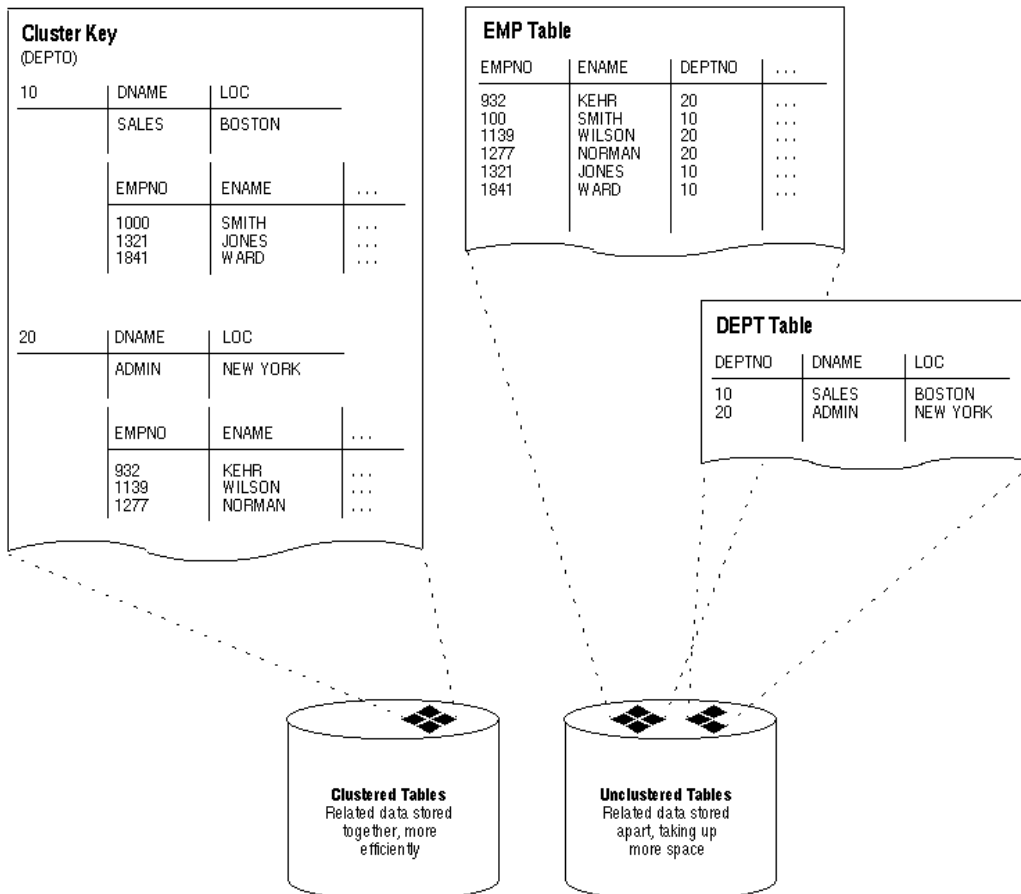 Cluster Key
(DEPTO)
10 DNAME LOC
SALES BOSTON
EMPNO ENAME ...
1000 SMITH ...
1321 JONES ...
1841 WARD ...
20 DNAME LOC
ADMIN NEW YORK
EMPNO ENAME ...
932 KEHR ...
1139 WILSON ...
1277 NORMAN ...
EMP Table
EMPNO ENAME DEPTNO ...
932 KEHR 20 ...
100 SMITH 10 ...
1139 WILSON 20 ...
1277 NORMAN 20 ...
1321 JONES 10 ...
1841 WARD 10 ...
DEPT Table
DEPTNO DNAME LOC
10 SALES BOSTON
20 ADMIN NEW YORK
Clustered Tables
Related data stored
together, more
efficiently
Unclustered Tables
Related data stored
apart, taking up
more space